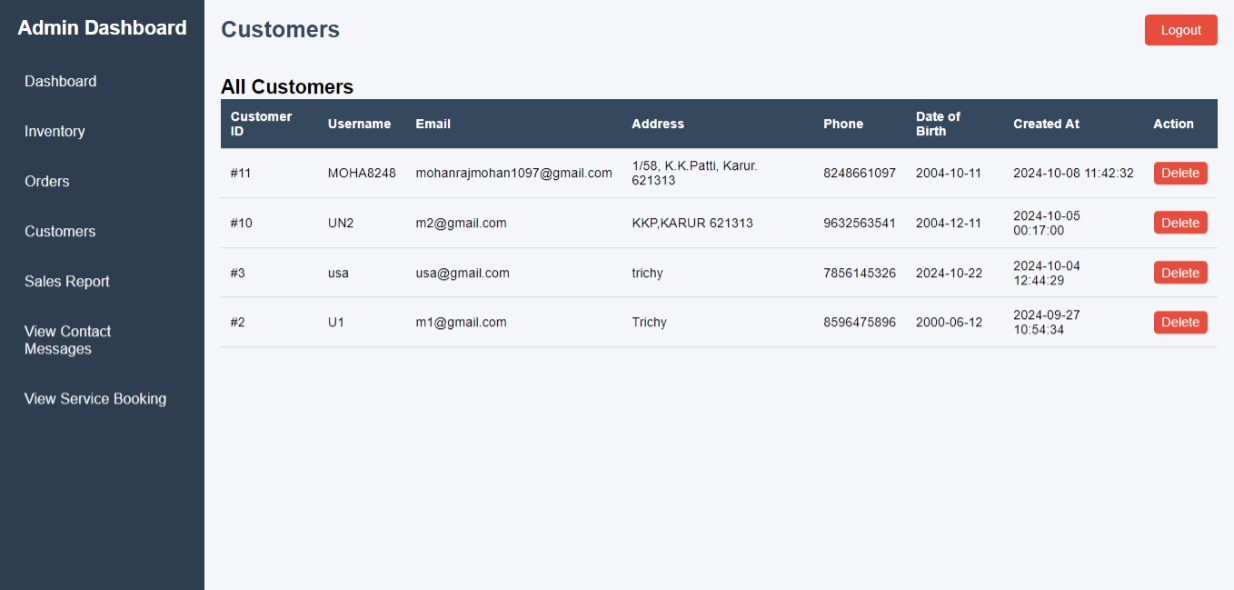 Admin Dashboard
Dashboard
Inventory
Orders
Customers
Sales Report
View Contact
Messages
View Service Booking
Customers
Logout
All Customers
Customer ID Username Email Address Phone Date of Birth Created At Action
#11 MOHA8248 mohanrajmohan1097@gmail.com 1/58, K.K.Patti, Karur. 621313 8248661097 2004-10-11 2024-10-08 11:42:32 Delete
#10 UN2 m2@gmail.com KKP,KARUR 621313 9632563541 2004-12-11 2024-10-05 00:17:00 Delete
#3 usa usa@gmail.com trichy 7856145326 2024-10-22 2024-10-04 12:44:29 Delete
#2 U1 m1@gmail.com Trichy 8596475896 2000-06-12 2024-09-27 10:54:34 Delete